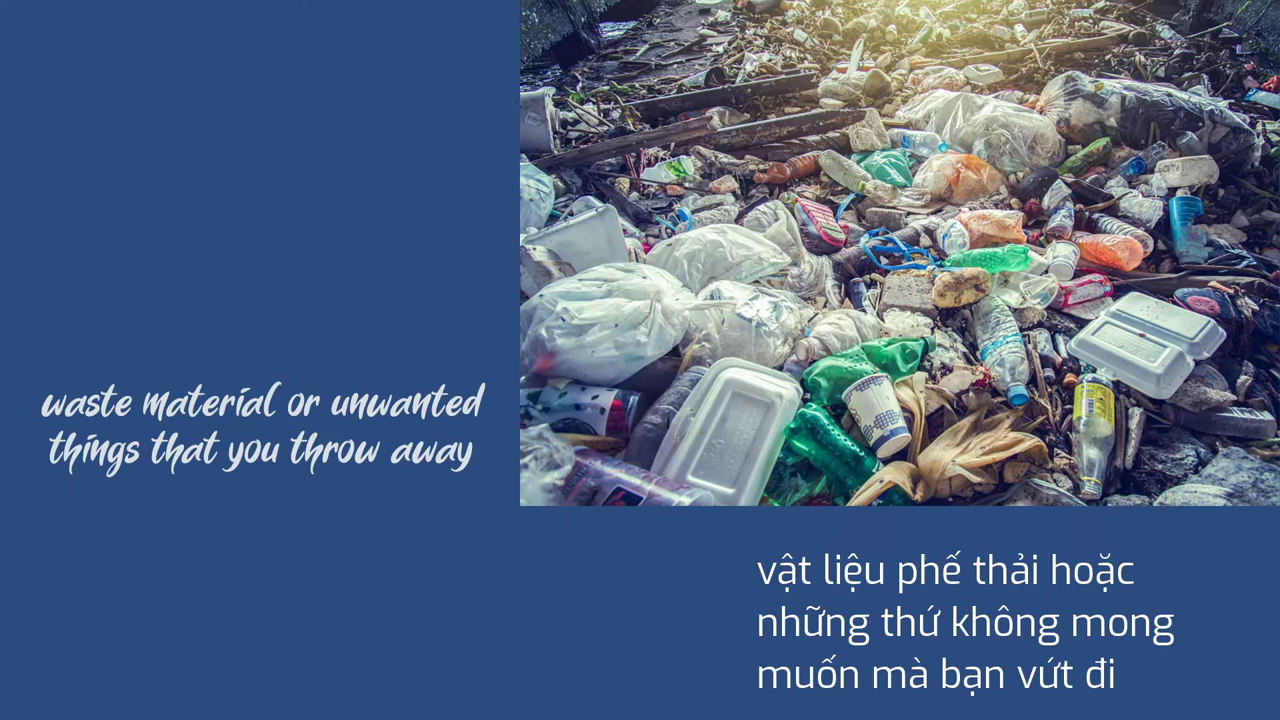 waste material or unwanted
things that you throw away
vật liệu phế thải hoặc
những thứ không mong
muốn mà bạn vứt đi